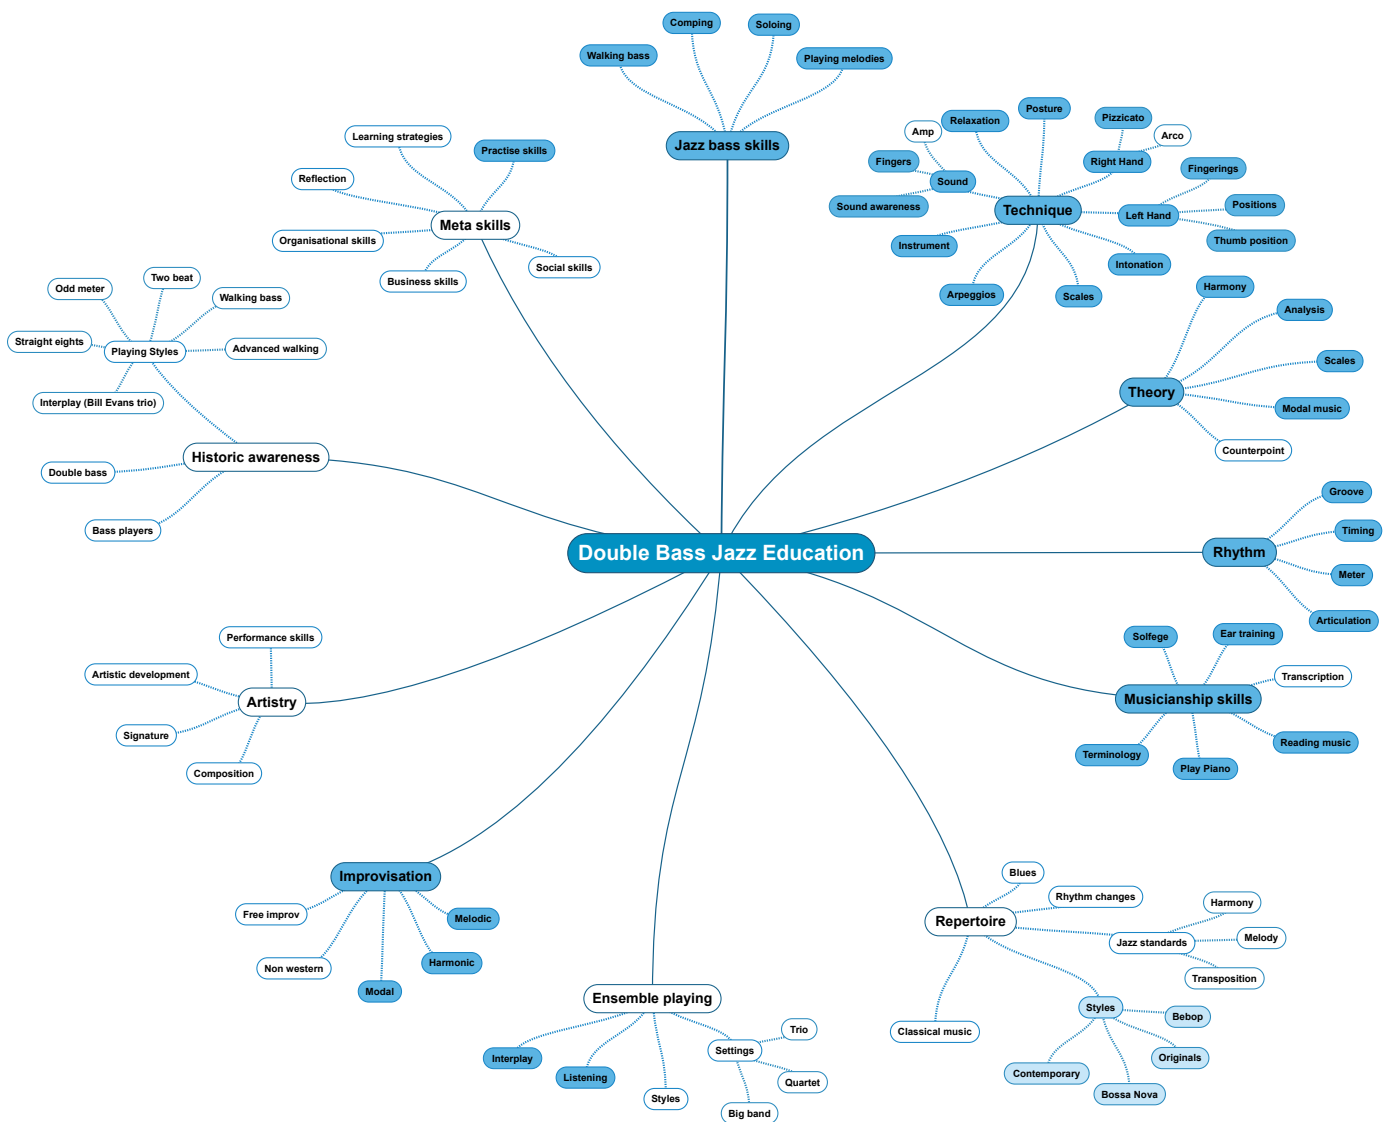 Comping
Soloing
Walking bass
Playing melodies
Jazz bass skills
Learning strategies
Practise skills
Reflection
Meta skills
Organisational skills
Social skills
Business skills
Relaxation
Posture
Pizzicato
Amp
Arco
Fingers
Right Hand
Sound
Fingerings
Sound awareness
Technique
Left Hand
Positions
Instrument
Thumb position
Intonation
Arpeggios
Scales
Two beat
Odd meter
Walking bass
Straight eights
Playing Styles
Advanced walking
Interplay (Bill Evans trio)
Historic awareness
Double bass
Bass players
Harmony
Analysis
Scales
Theory
Modal music
Counterpoint
Groove
Timing
Rhythm
Meter
Articulation
Double Bass Jazz Education
Performance skills
Artistic development
Artistry
Signature
Composition
Solfege
Ear training
Transcription
Musicianship skills
Reading music
Terminology
Play Piano
Improvisation
Free improv
Melodic
Non western
Harmonic
Modal
Ensemble playing
Trio
Settings
Interplay
Listening
Quartet
Styles
Big band
Blues
Rhythm changes
Harmony
Repertoire
Jazz standards
Melody
Transposition
Classical music
Styles
Bebop
Originals
Contemporary
Bossa Nova